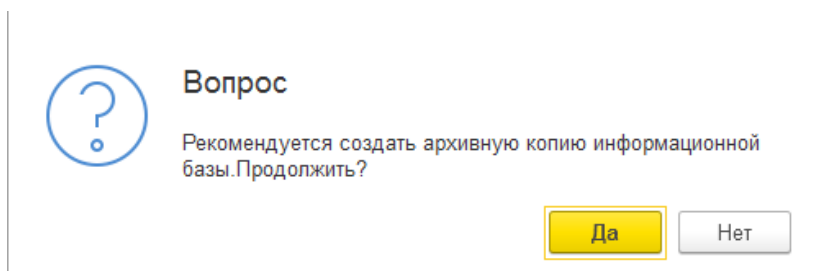 Вопрос
Рекомендуется создать архивную копию информационной
базы.Продолжить?
Да
Нет